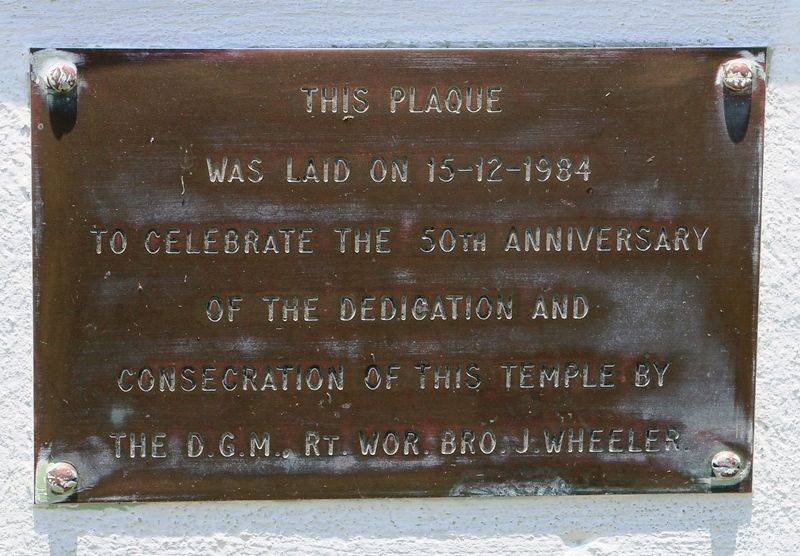 THIS PLAQUE
WAS LAID ON 15-12-1984
TO CELEBRATE THE 50TH ANNIVERSARY
OF THE DEDICATION AND
CONSECRATION OF THIS TEMPLE BY
THE D.G.M., RT. WOR. BRO. J. WHEELER.